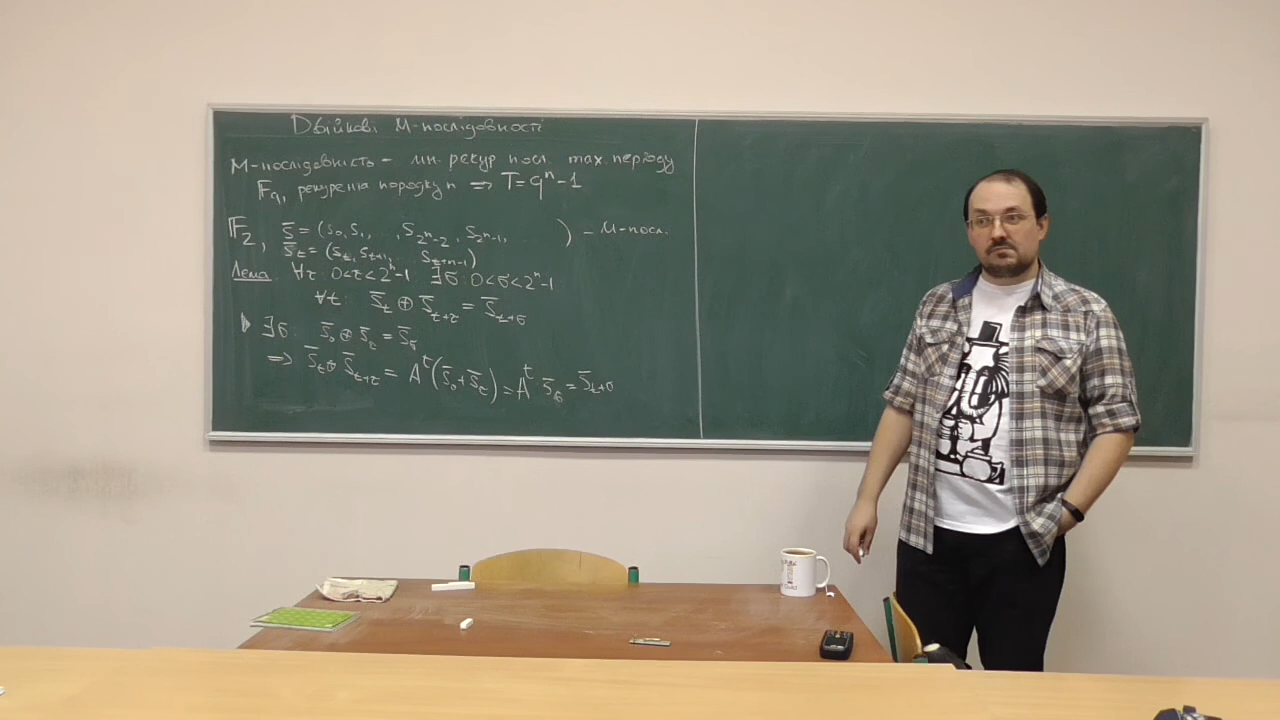 Двійкові М-послідовності
М-послідовність – лін. рекур посл. max. періоду
F_q, рекурента порядку n ⟹ T = q^n - 1
F_2, s̄ = (s_0, s_1, ..., s_{2^n-2}, s_{2^n-1}, ... ) – М-посл.
s̄_t = (s_t, s_{t+1}, ... s_{t+n-1})
Лема ∀τ: 0<τ<2^n-1 ∃σ: 0<σ<2^n-1
∀t: s̄_t ⊕ s̄_{t+τ} = s̄_{t+σ}
∃σ: s̄_0 ⊕ s̄_τ = s̄_σ
⟹ s̄_t ⊕ s̄_{t+τ} = A^t (s̄_0 + s̄_τ) = A^t s̄_σ = s̄_{t+σ}